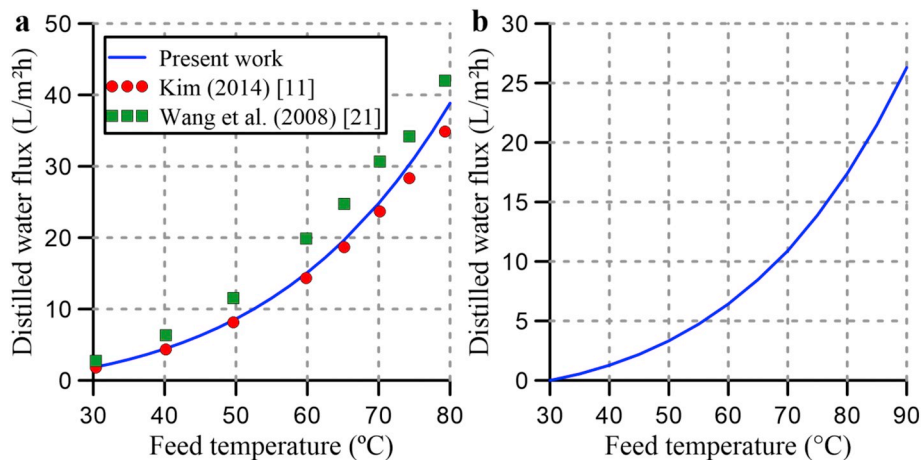 a
50
40
30
20
10
0
Distilled water flux (L/m²h)
Present work
Kim (2014) [11]
Wang et al. (2008) [21]
30 40 50 60 70 80
Feed temperature (ºC)
b
30
25
20
15
10
5
0
Distilled water flux (L/m²h)
30 40 50 60 70 80 90
Feed temperature (°C)